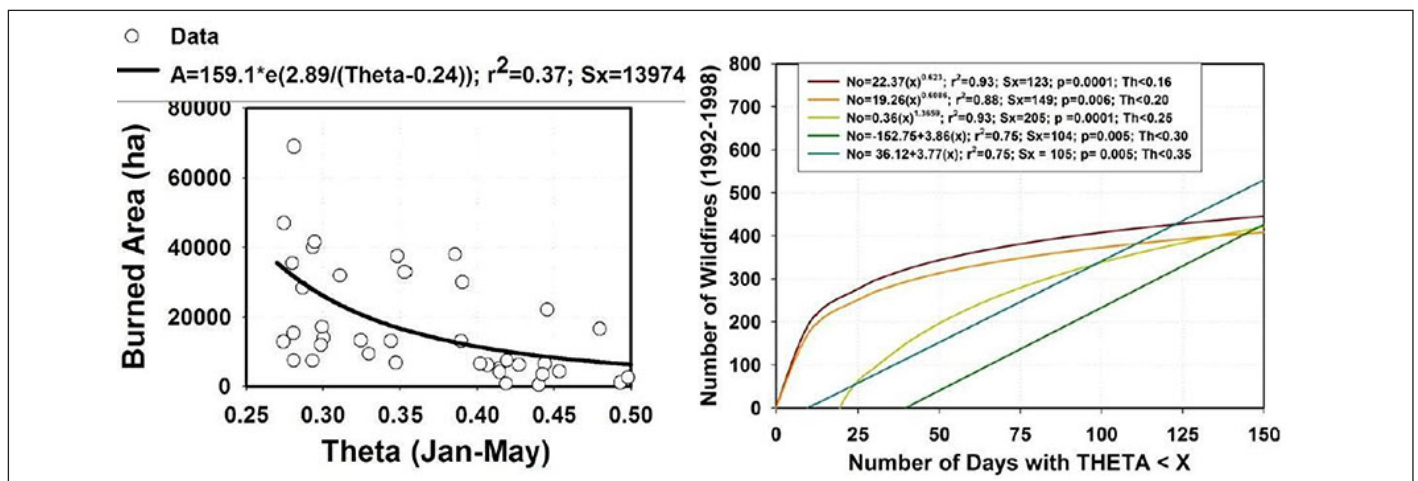 Data
A=159.1*e(2.89/(Theta-0.24)); r²=0.37; Sx=13974
80000
60000
40000
20000
0
0.25 0.30 0.35 0.40 0.45 0.50
Burned Area (ha)
Theta (Jan-May)
No=22.37(x)^0.623; r²=0.93; Sx=123; p=0.0001; Th<0.16
No=19.26(x)^0.6086; r²=0.88; Sx=149; p=0.006; Th<0.20
No=0.36(x)^1.3650; r²=0.93; Sx=205; p =0.0001; Th<0.25
No=-152.75+3.86(x); r²=0.75; Sx=104; p=0.005; Th<0.30
No= 36.12+3.77(x); r²=0.75; Sx = 105; p= 0.005; Th<0.35
800
700
600
500
400
300
200
100
0
0 25 50 75 100 125 150
Number of Wildfires (1992-1998)
Number of Days with THETA < X